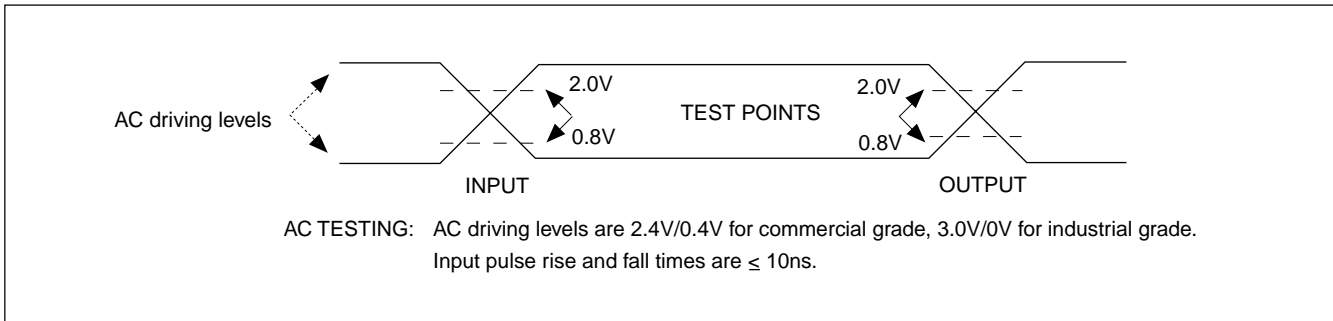 2.0V
2.0V
AC driving levels
TEST POINTS
0.8V
0.8V
INPUT
OUTPUT
AC TESTING: AC driving levels are 2.4V/0.4V for commercial grade, 3.0V/0V for industrial grade.
Input pulse rise and fall times are ≤ 10ns.